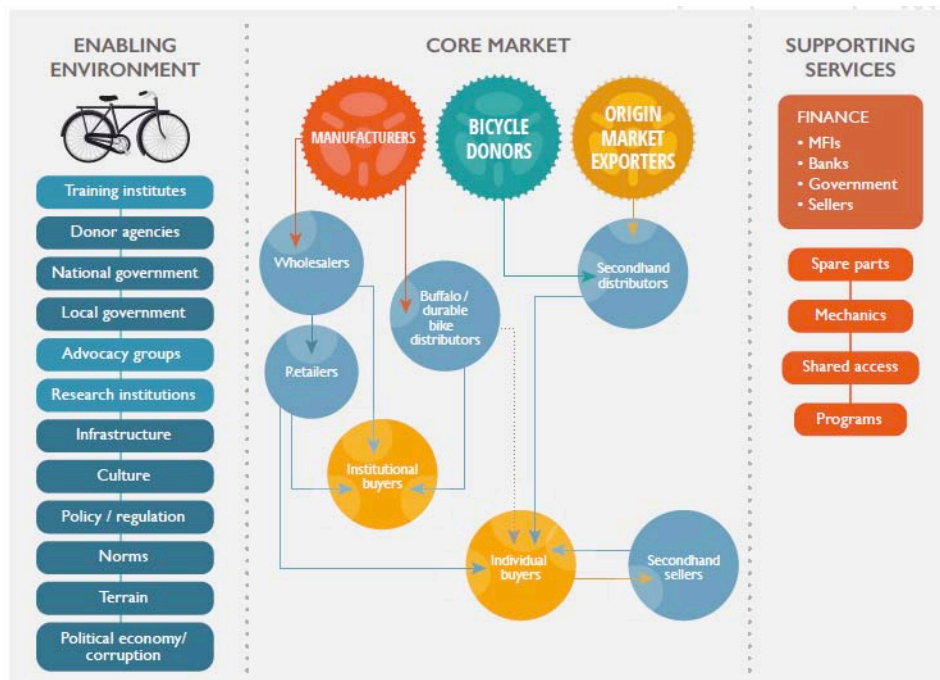 ENABLING
ENVIRONMENT
Training institutes
Donor agencies
National government
Local government
Advocacy groups
Research institutions
Infrastructure
Culture
Policy / regulation
Norms
Terrain
Political economy/
corruption
CORE MARKET
MANUFACTURERS
BICYCLE
DONORS
ORIGIN
MARKET
EXPORTERS
Wholesalers
Buffalo /
durable
bike
distributors
Secondhand
distributors
Retailers
Institutional
buyers
Individual
buyers
Secondhand
sellers
SUPPORTING
SERVICES
FINANCE
• MFIs
• Banks
• Government
• Sellers
Spare parts
Mechanics
Shared access
Programs